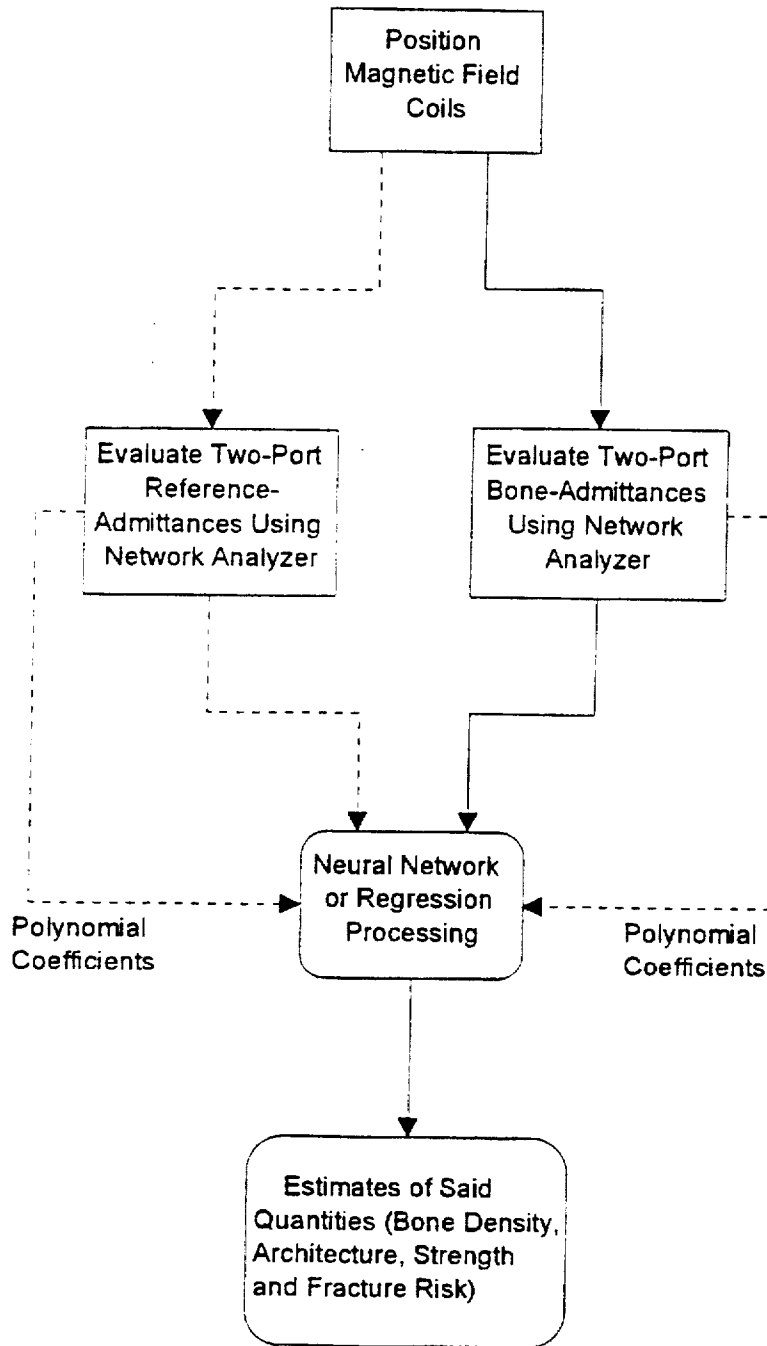 Position
Magnetic Field
Coils
Evaluate Two-Port
Reference-
Admittances Using
Network Analyzer
Evaluate Two-Port
Bone-Admittances
Using Network
Analyzer
Neural Network
or Regression
Processing
Polynomial
Coefficients
Polynomial
Coefficients
Estimates of Said
Quantities (Bone Density,
Architecture, Strength
and Fracture Risk)